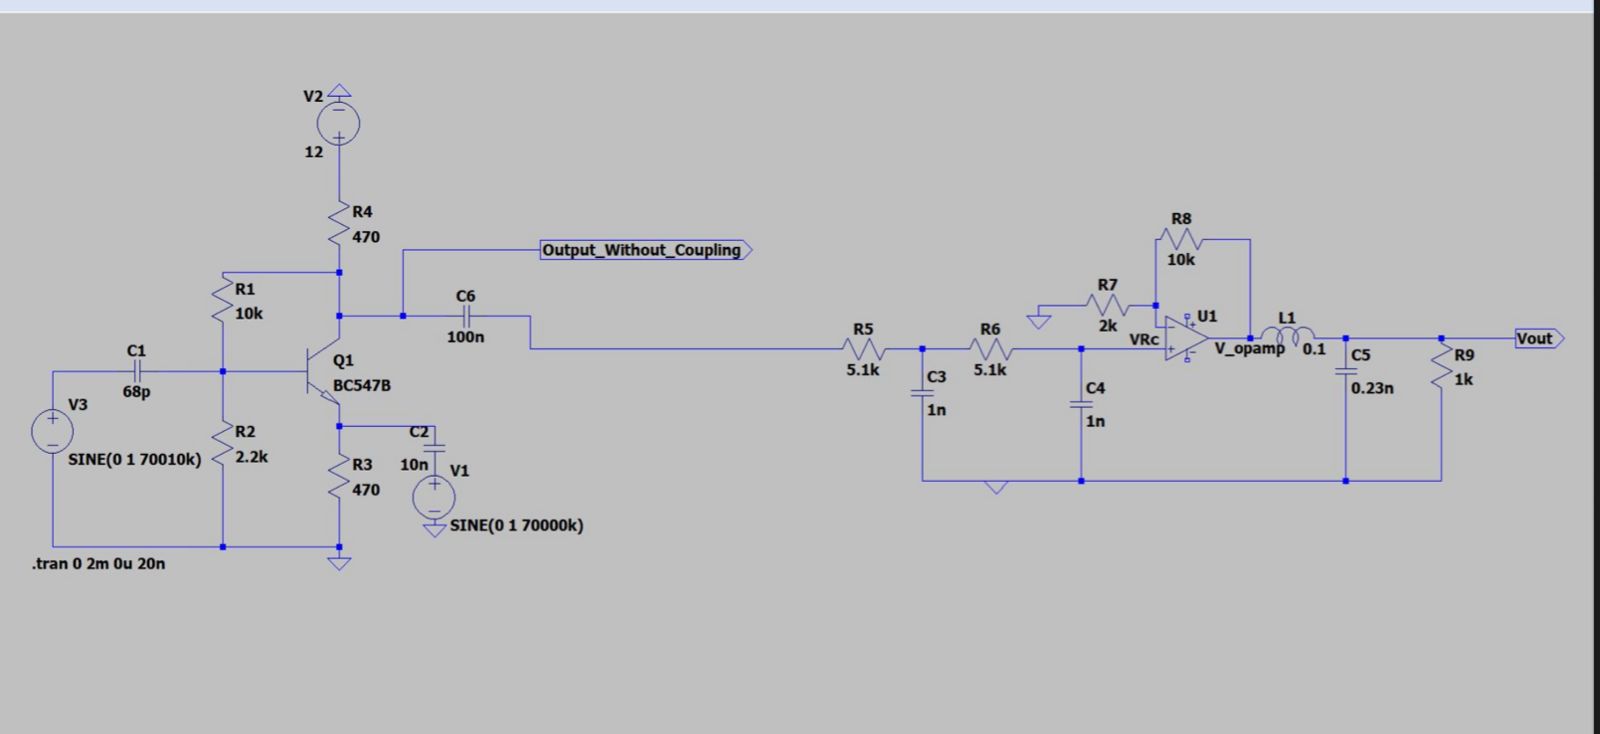 V2
12
R4
470
Output_Without_Coupling
R1
10k
C6
100n
C1
68p
Q1
BC547B
V3
SINE(0 1 70010k)
R2
2.2k
C2
10n
R3
470
V1
SINE(0 1 70000k)
.tran 0 2m 0u 20n
R5
5.1k
C3
1n
R6
5.1k
C4
1n
R7
2k
R8
10k
VRc
U1
V_opamp
L1
0.1
C5
0.23n
R9
1k
Vout